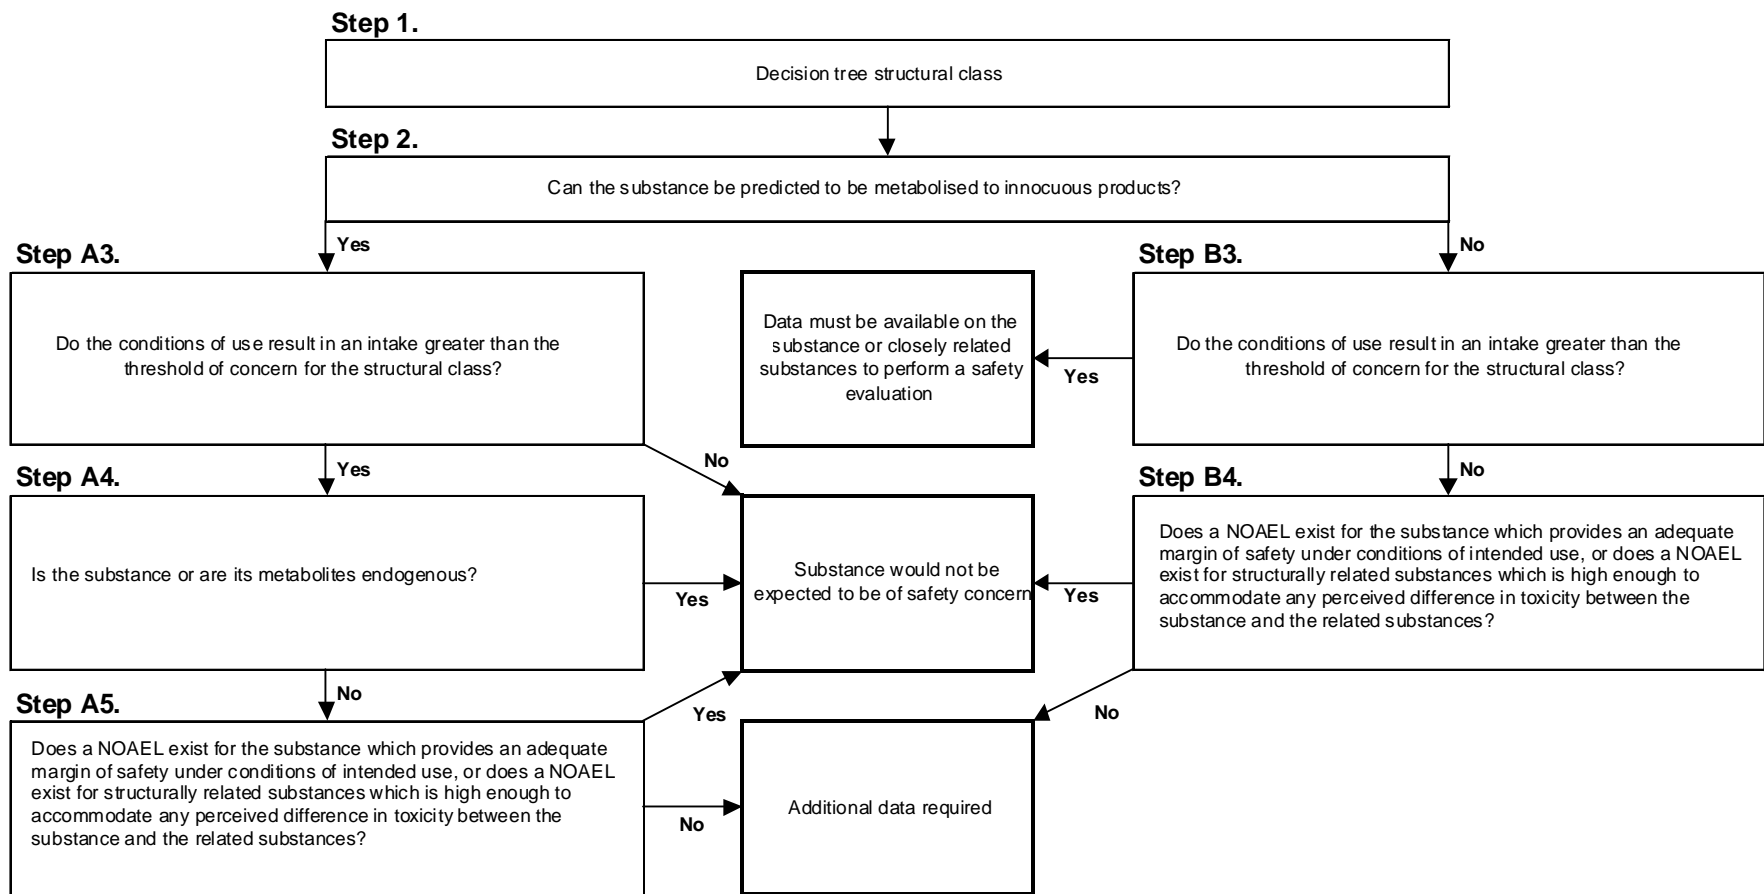 Step 1.
Decision tree structural class
Step 2.
Can the substance be predicted to be metabolised to innocuous products?
Yes
No
Step A3.
Do the conditions of use result in an intake greater than the
threshold of concern for the structural class?
Data must be available on the
substance or closely related
substances to perform a safety
evaluation
Step B3.
Do the conditions of use result in an intake greater than the
threshold of concern for the structural class?
Yes
Yes
No
No
Step A4.
Is the substance or are its metabolites endogenous?
Yes
Substance would not be
expected to be of safety concern
Yes
Step B4.
Does a NOAEL exist for the substance which provides an adequate
margin of safety under conditions of intended use, or does a NOAEL
exist for structurally related substances which is high enough to
accommodate any perceived difference in toxicity between the
substance and the related substances?
No
Yes
No
Step A5.
Does a NOAEL exist for the substance which provides an adequate
margin of safety under conditions of intended use, or does a NOAEL
exist for structurally related substances which is high enough to
accommodate any perceived difference in toxicity between the
substance and the related substances?
No
Additional data required